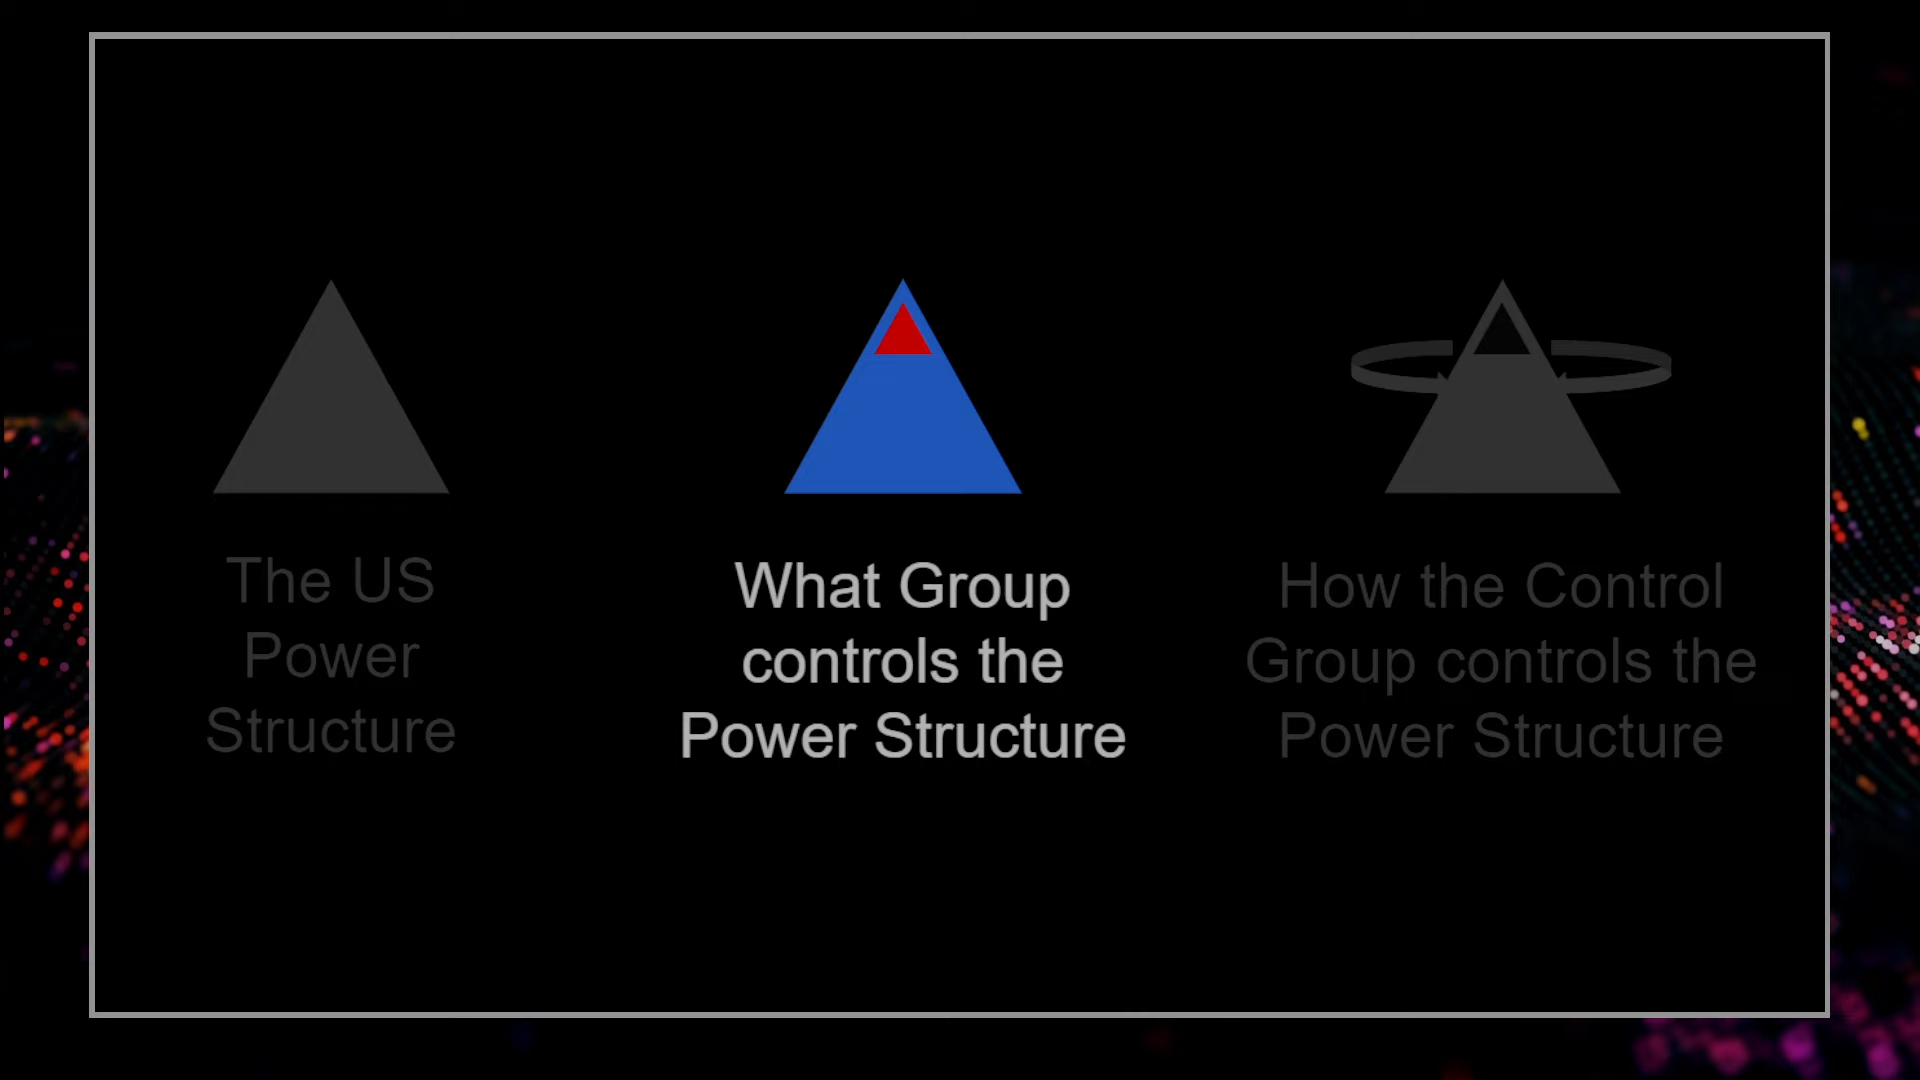 The US
Power
Structure
What Group
controls the
Power Structure
How the Control
Group controls the
Power Structure